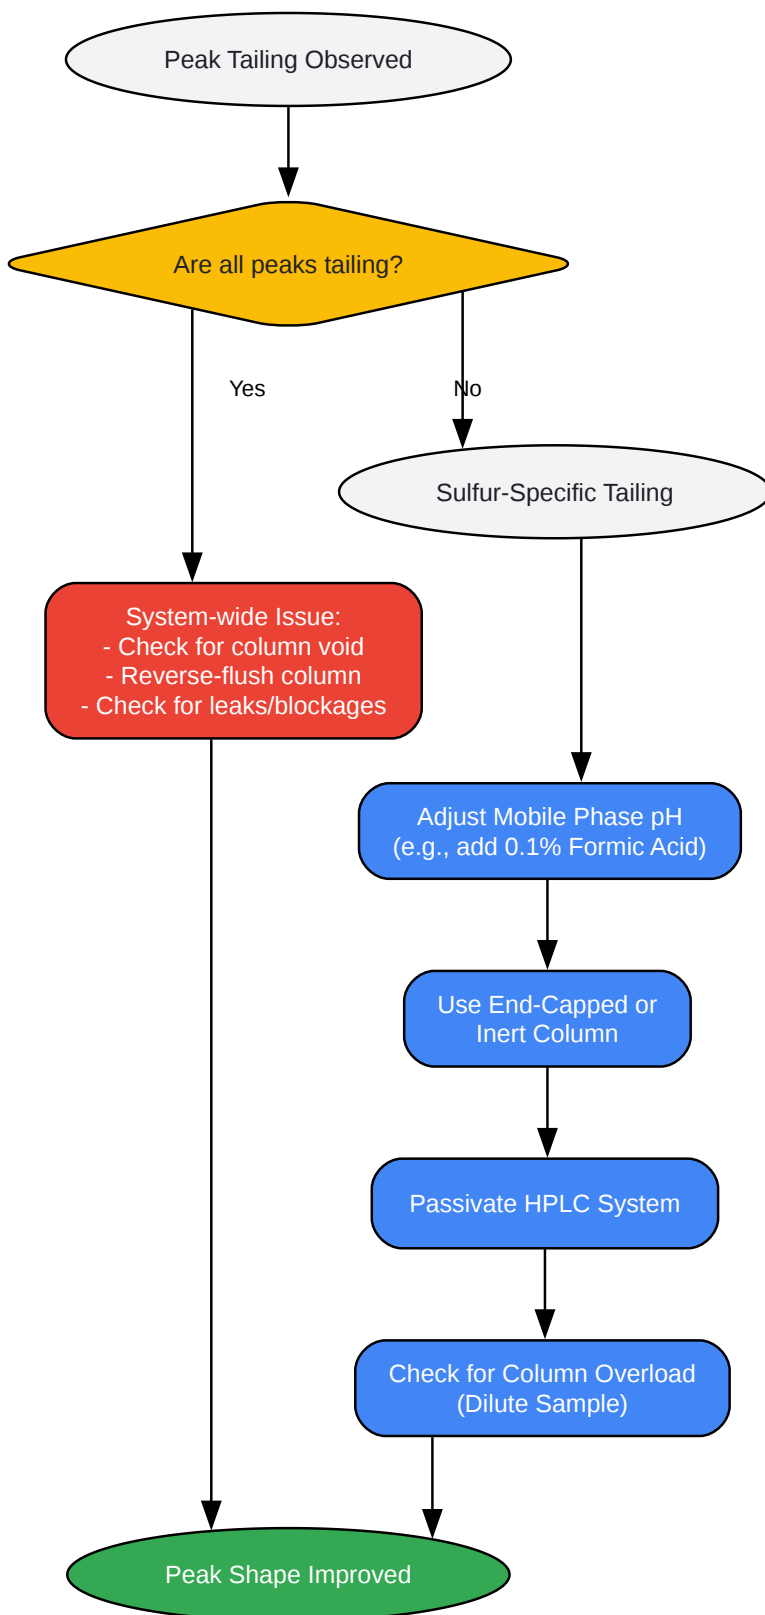 Peak Tailing Observed
Are all peaks tailing?
Yes
No
Sulfur-Specific Tailing
System-wide Issue:
- Check for column void
- Reverse-flush column
- Check for leaks/blockages
Adjust Mobile Phase pH
(e.g., add 0.1% Formic Acid)
Use End-Capped or
Inert Column
Passivate HPLC System
Check for Column Overload
(Dilute Sample)
Peak Shape Improved